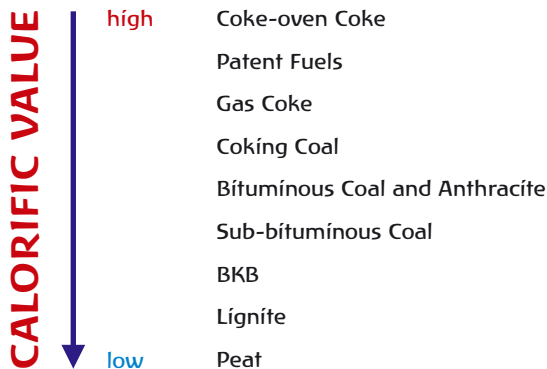 CALORIFIC VALUE
high
Coke-oven Coke
Patent Fuels
Gas Coke
Coking Coal
Bituminous Coal and Anthracite
Sub-bituminous Coal
BKB
Lignite
low
Peat